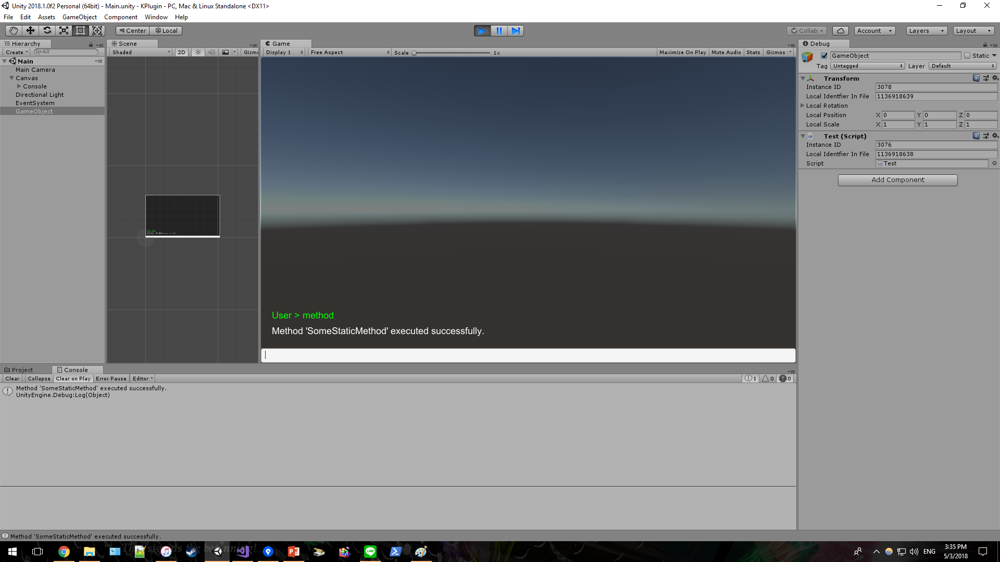 Unity 2018.1.0f2 Personal (64bit) - Main.unity - KPlugin - PC, Mac & Linux Standalone <DX11>
File Edit Assets GameObject Component Window Help
Center Local Collab Account Layers Layout
Hierarchy
Create All
Main
Main Camera
Canvas
Console
Directional Light
EventSystem
GameObject
Scene
Shaded 2D Gizmo
Game
Display 1 Free Aspect Scale 1x Maximize On Play Mute Audio Stats Gizmos
User > method
Method 'SomeStaticMethod' executed successfully.
Debug
GameObject Static
Tag Untagged Layer Default
Transform
Instance ID 3078
Local Identfier In File 1136918639
Local Rotation
Local Position X 0 Y 0 Z 0
Local Scale X 1 Y 1 Z 1
Test (Script)
Instance ID 3076
Local Identfier In File 1136918638
Script Test
Add Component
Project Console
Clear Collapse Clear on Play Error Pause Editor 1 0 0
Method 'SomeStaticMethod' executed successfully.
UnityEngine.Debug:Log(Object)
Method 'SomeStaticMethod' executed successfully.
LINE
ENG
3:35 PM
5/3/2018